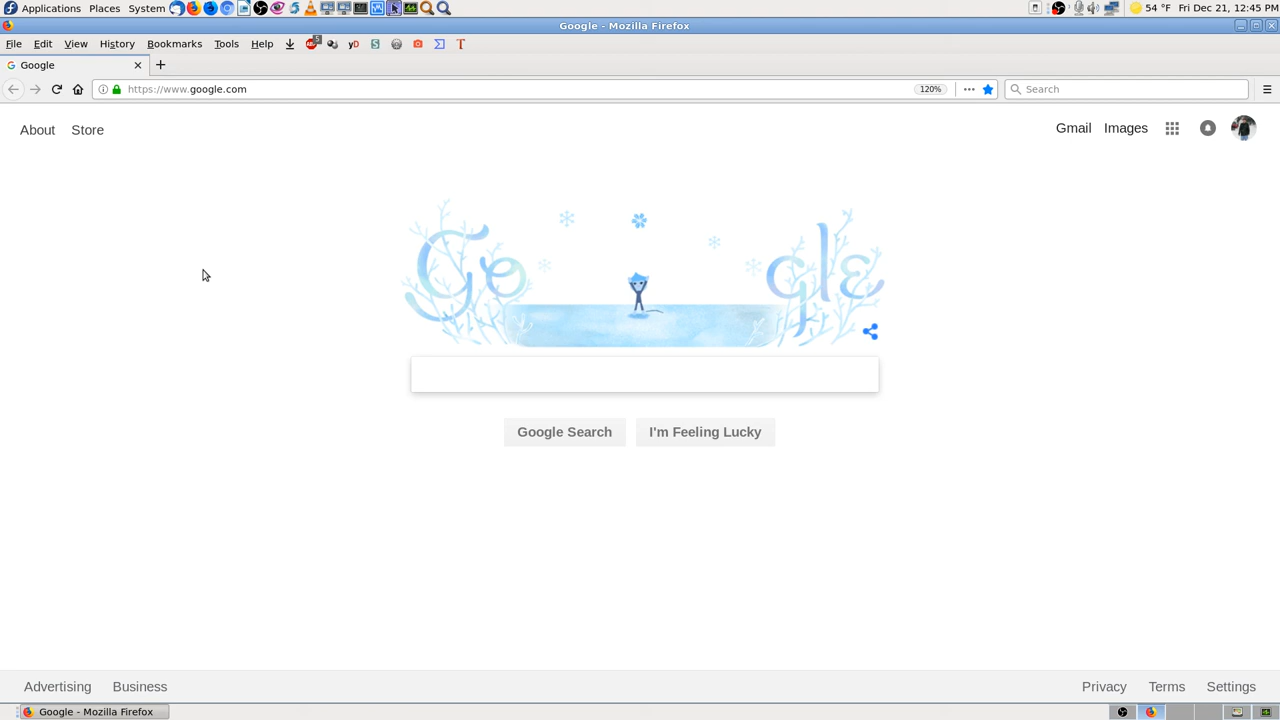 Applications Places System 54 °F Fri Dec 21, 12:45 PM
Google - Mozilla Firefox
File Edit View History Bookmarks Tools Help
Google
https://www.google.com 120% Search
About Store Gmail Images
Google
Google Search I'm Feeling Lucky
Advertising Business Privacy Terms Settings
Google - Mozilla Firefox